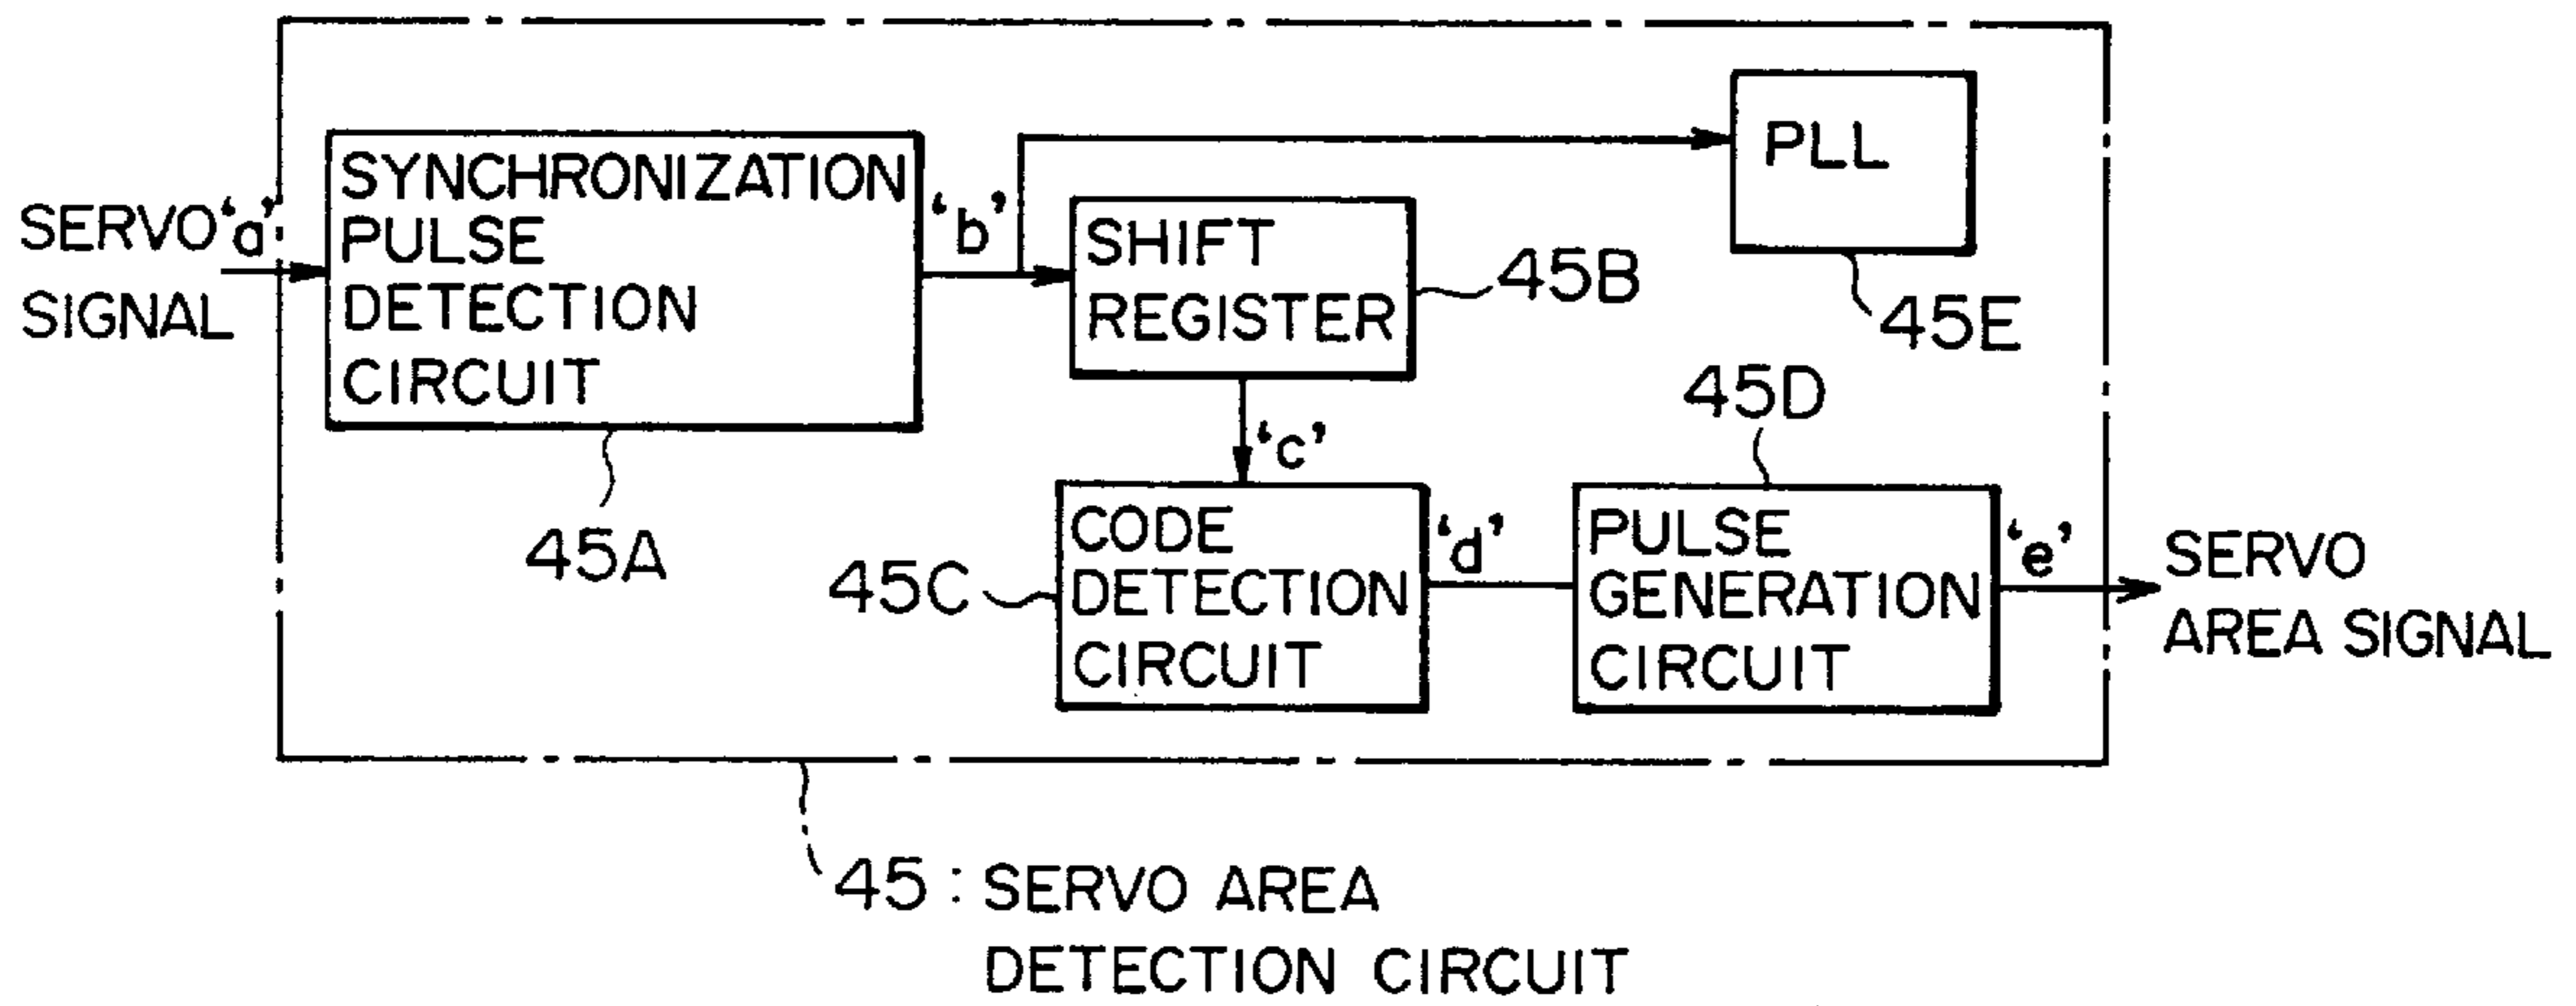 SERVO 'a'
SIGNAL
SYNCHRONIZATION
PULSE
DETECTION
CIRCUIT
45A
'b'
SHIFT
REGISTER
45B
PLL
45E
'c'
CODE
DETECTION
CIRCUIT
45C
'd'
45D
PULSE
GENERATION
CIRCUIT
'e'
SERVO
AREA SIGNAL
45 : SERVO AREA
DETECTION CIRCUIT